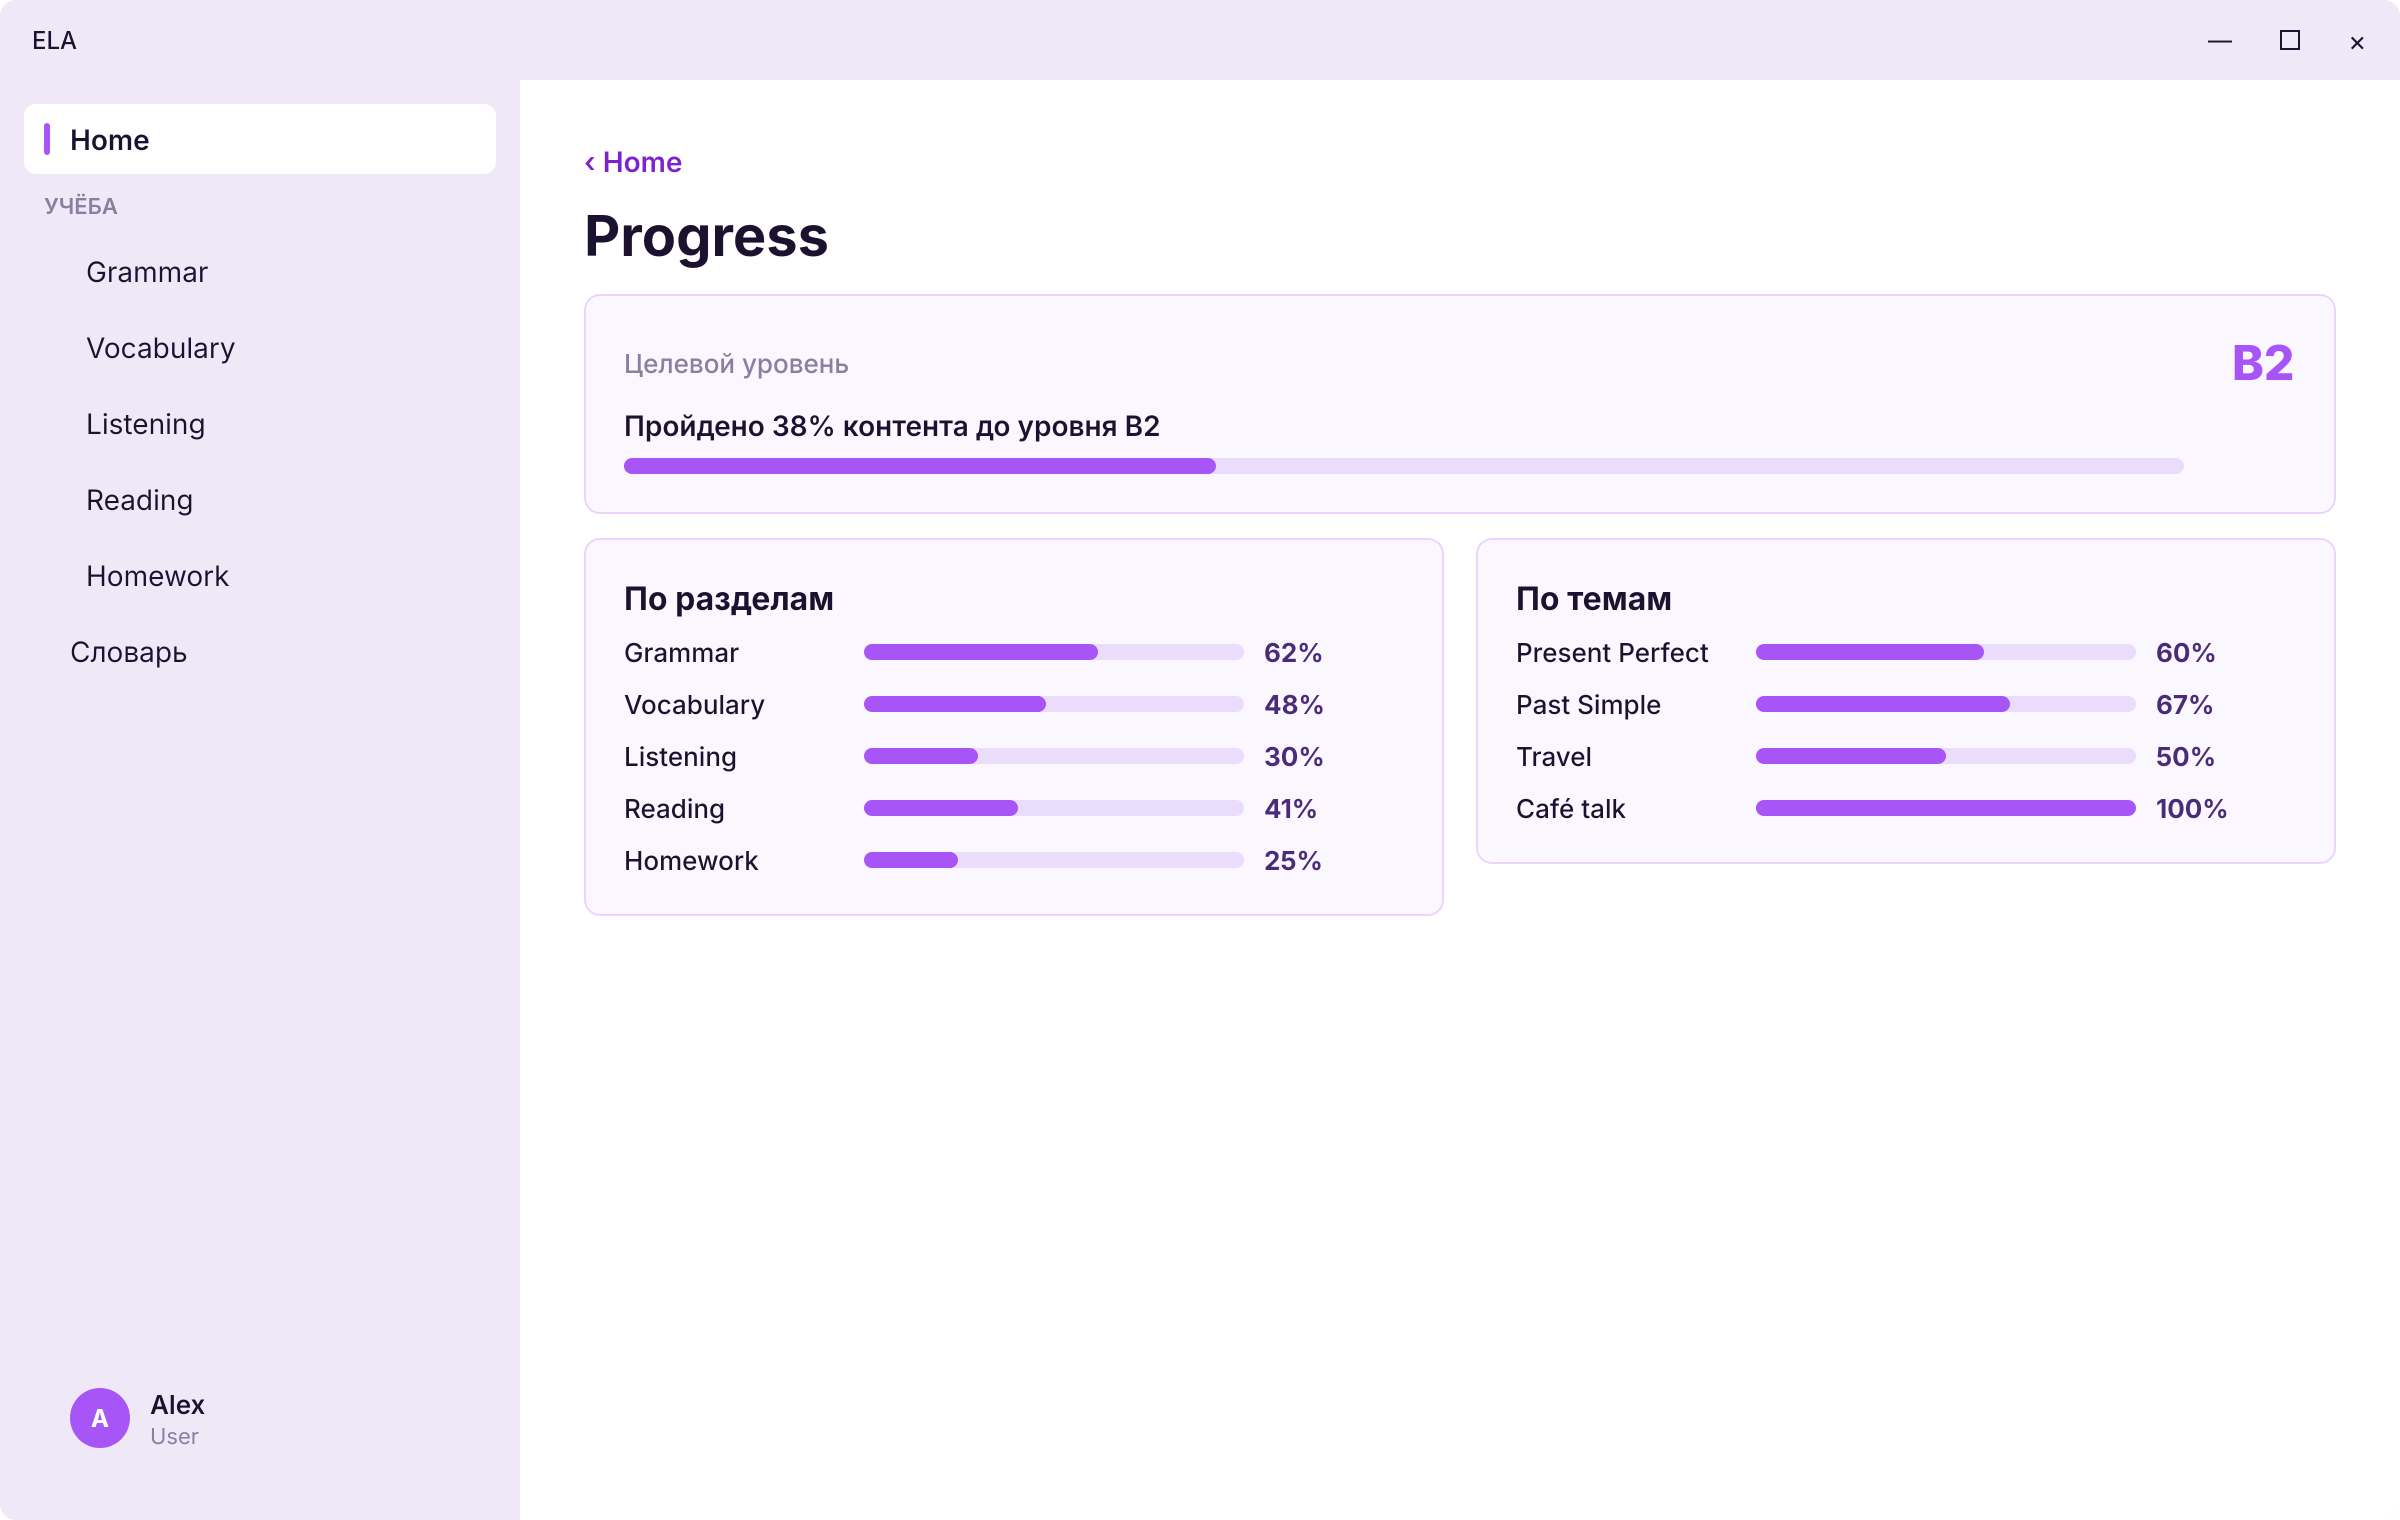 ELA
Home
УЧЁБА
Grammar
Vocabulary
Listening
Reading
Homework
Словарь
A
Alex
User
‹ Home
Progress
Целевой уровень
B2
Пройдено 38% контента до уровня B2
По разделам
Grammar 62%
Vocabulary 48%
Listening 30%
Reading 41%
Homework 25%
По темам
Present Perfect 60%
Past Simple 67%
Travel 50%
Café talk 100%